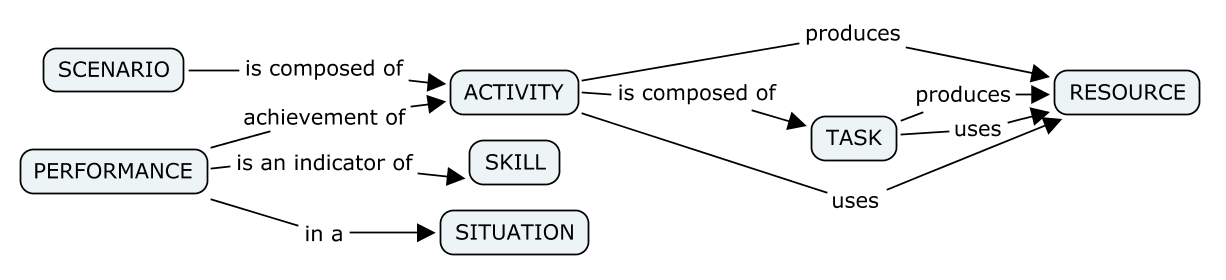 produces
SCENARIO
is composed of
ACTIVITY
is composed of
produces
RESOURCE
achievement of
TASK
uses
PERFORMANCE
is an indicator of
SKILL
uses
in a
SITUATION